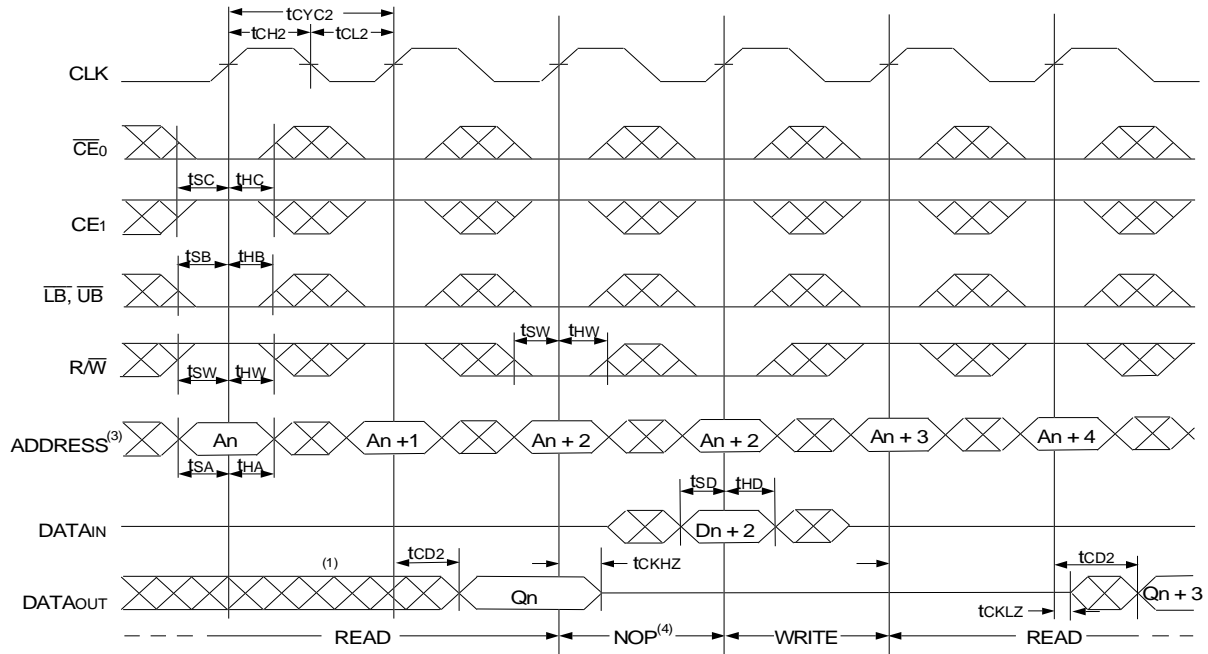 tCYC2
tCH2 tCL2
CLK
CE0
tSC tHC
CE1
tSB tHB
LB, UB
tSW tHW
R/W
tSW tHW
ADDRESS(3) An An +1 An + 2 An + 2 An + 3 An + 4
tSA tHA
tSD tHD
DATAIN Dn + 2
(1) tCD2 tCKHZ tCD2
DATAOUT Qn Qn + 3
tCKLZ
READ NOP(4) WRITE READ